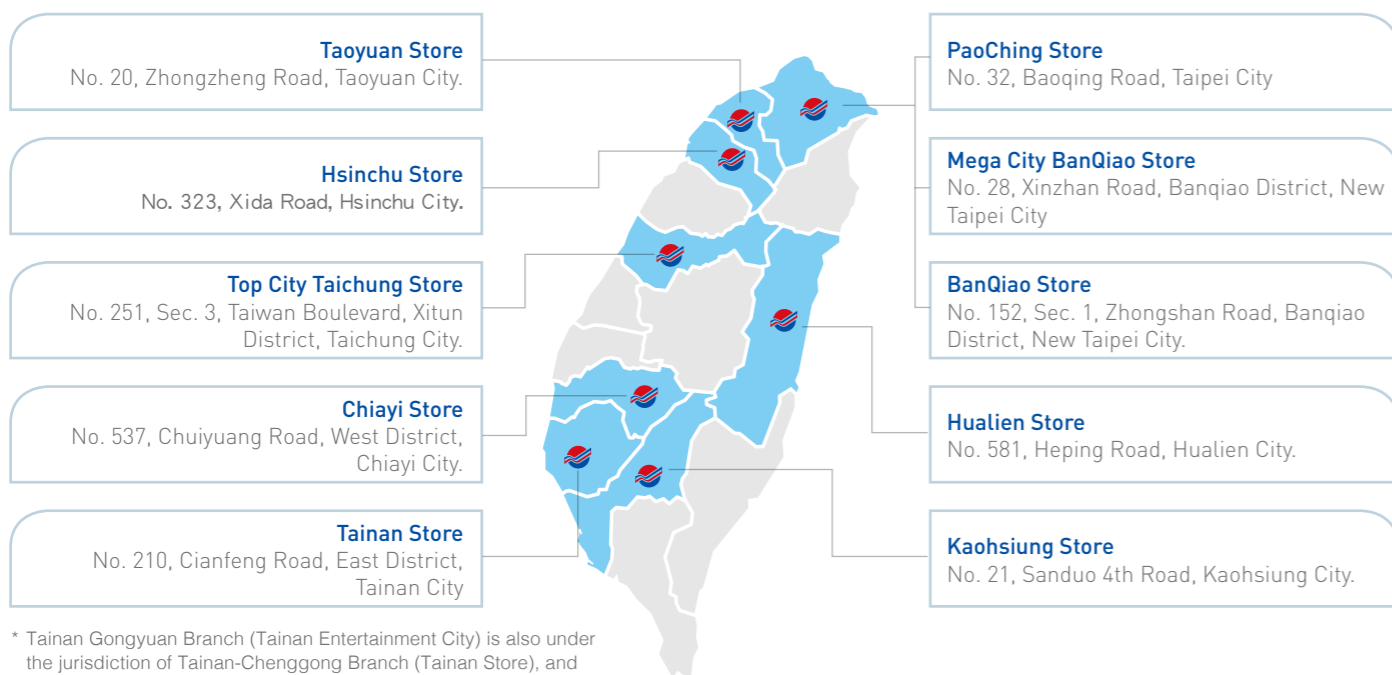 Taoyuan Store
No. 20, Zhongzheng Road, Taoyuan City.
Hsinchu Store
No. 323, Xida Road, Hsinchu City.
Top City Taichung Store
No. 251, Sec. 3, Taiwan Boulevard, Xitun
District, Taichung City.
Chiayi Store
No. 537, Chuiyuang Road, West District,
Chiayi City.
Tainan Store
No. 210, Cianfeng Road, East District,
Tainan City
* Tainan Gongyuan Branch (Tainan Entertainment City) is also under
the jurisdiction of Tainan-Chenggong Branch (Tainan Store), and
PaoChing Store
No. 32, Baoqing Road, Taipei City
Mega City BanQiao Store
No. 28, Xinzhan Road, Banqiao District, New
Taipei City
BanQiao Store
No. 152, Sec. 1, Zhongshan Road, Banqiao
District, New Taipei City.
Hualien Store
No. 581, Heping Road, Hualien City.
Kaohsiung Store
No. 21, Sanduo 4th Road, Kaohsiung City.